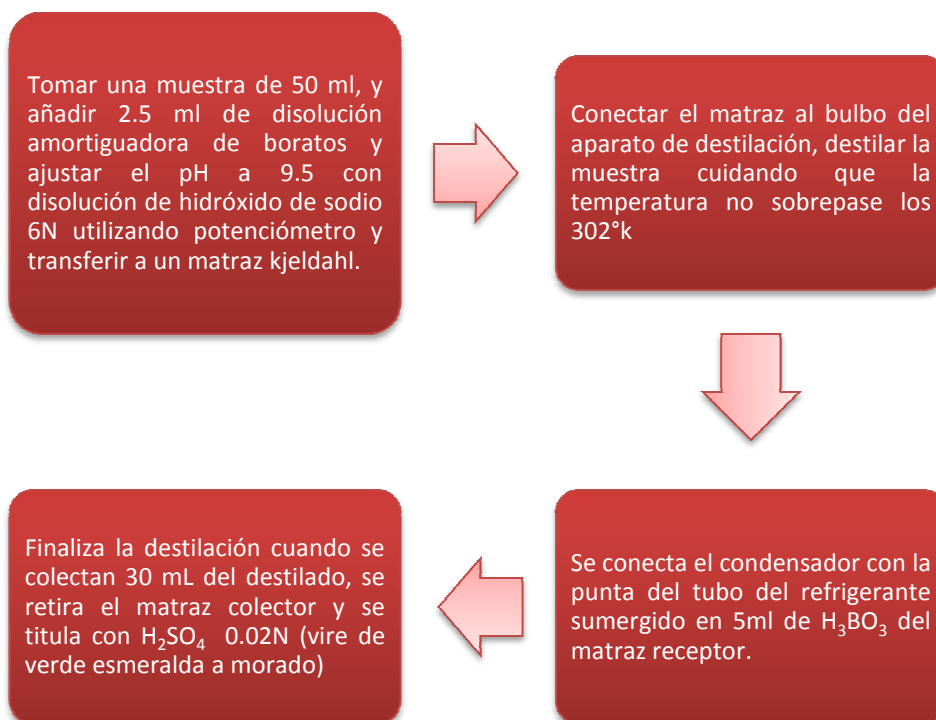 Tomar una muestra de 50 ml, y
añadir 2.5 ml de disolución
amortiguadora de boratos y
ajustar el pH a 9.5 con
disolución de hidróxido de sodio
6N utilizando potenciómetro y
transferir a un matraz kjeldahl.
Conectar el matraz al bulbo del
aparato de destilación, destilar la
muestra cuidando que la
temperatura no sobrepase los
302°k
Se conecta el condensador con la
punta del tubo del refrigerante
sumergido en 5ml de H₃BO₃ del
matraz receptor.
Finaliza la destilación cuando se
colectan 30 mL del destilado, se
retira el matraz colector y se
titula con H₂SO₄ 0.02N (vire de
verde esmeralda a morado)